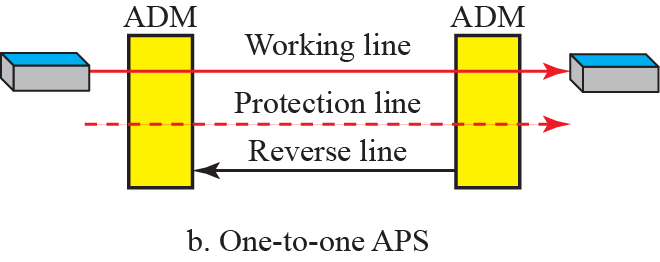 ADM
ADM
Working line
Protection line
Reverse line
b. One-to-one APS